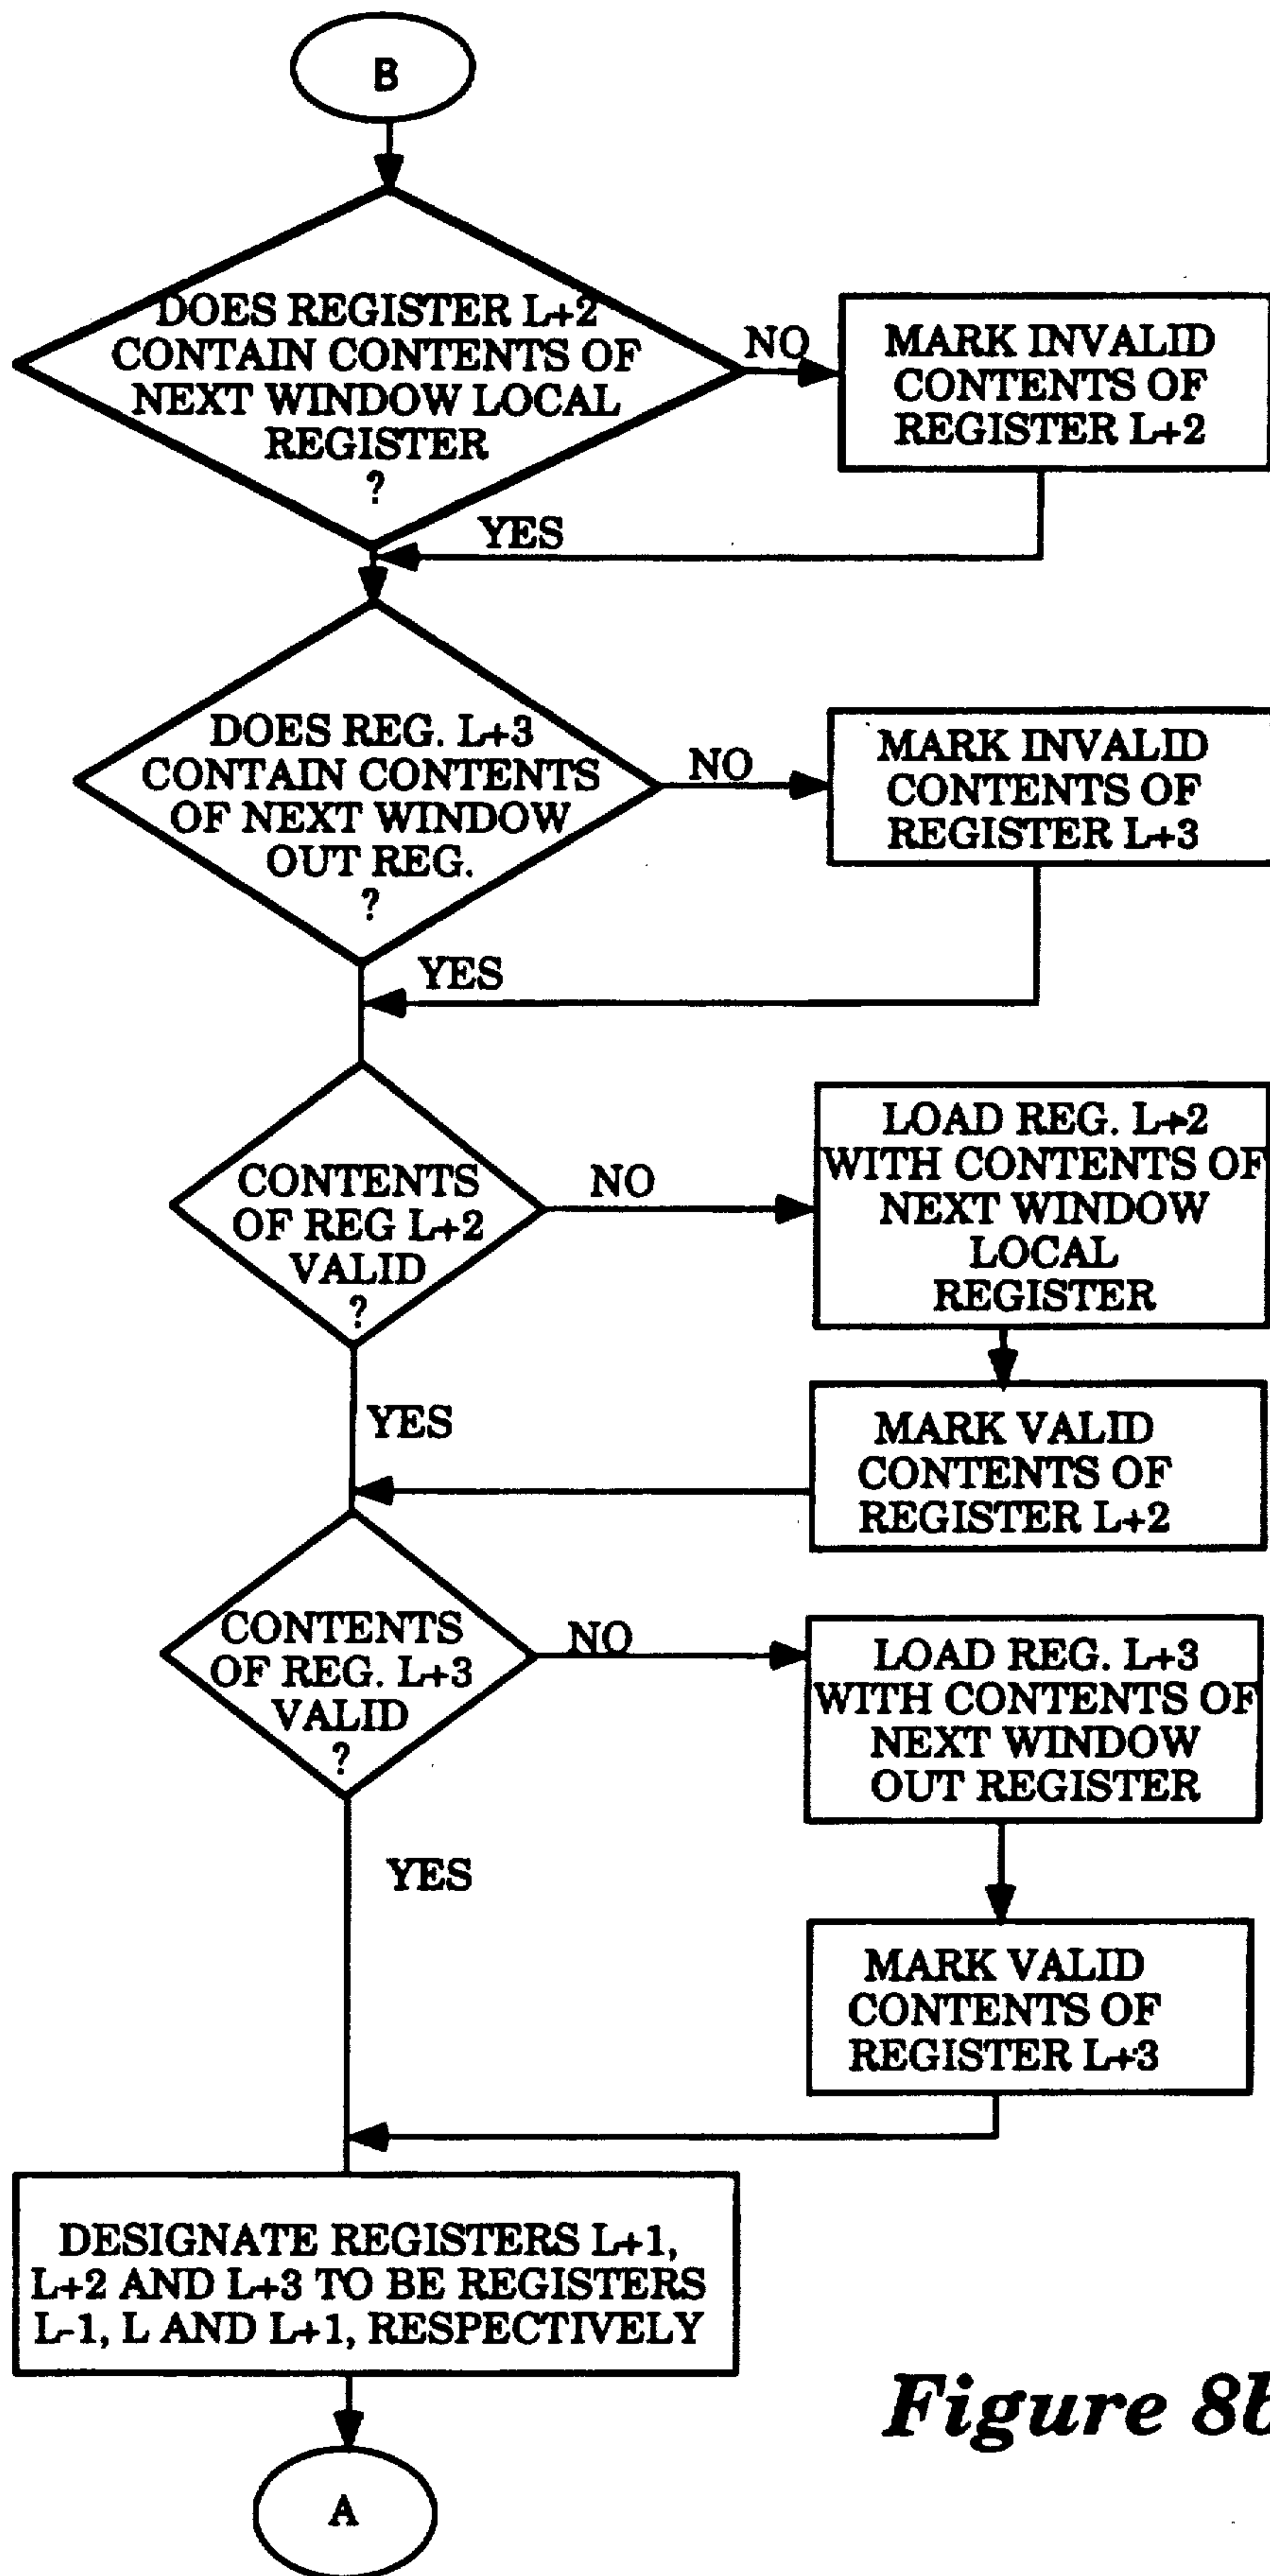 B
DOES REGISTER L+2
CONTAIN CONTENTS OF
NEXT WINDOW LOCAL
REGISTER
?
NO
MARK INVALID
CONTENTS OF
REGISTER L+2
YES
DOES REG. L+3
CONTAIN CONTENTS
OF NEXT WINDOW
OUT REG.
?
NO
MARK INVALID
CONTENTS OF
REGISTER L+3
YES
CONTENTS
OF REG L+2
VALID
?
NO
LOAD REG. L+2
WITH CONTENTS OF
NEXT WINDOW
LOCAL
REGISTER
YES
MARK VALID
CONTENTS OF
REGISTER L+2
CONTENTS
OF REG. L+3
VALID
?
NO
LOAD REG. L+3
WITH CONTENTS OF
NEXT WINDOW
OUT REGISTER
YES
MARK VALID
CONTENTS OF
REGISTER L+3
DESIGNATE REGISTERS L+1,
L+2 AND L+3 TO BE REGISTERS
L-1, L AND L+1, RESPECTIVELY
A
Figure 8b